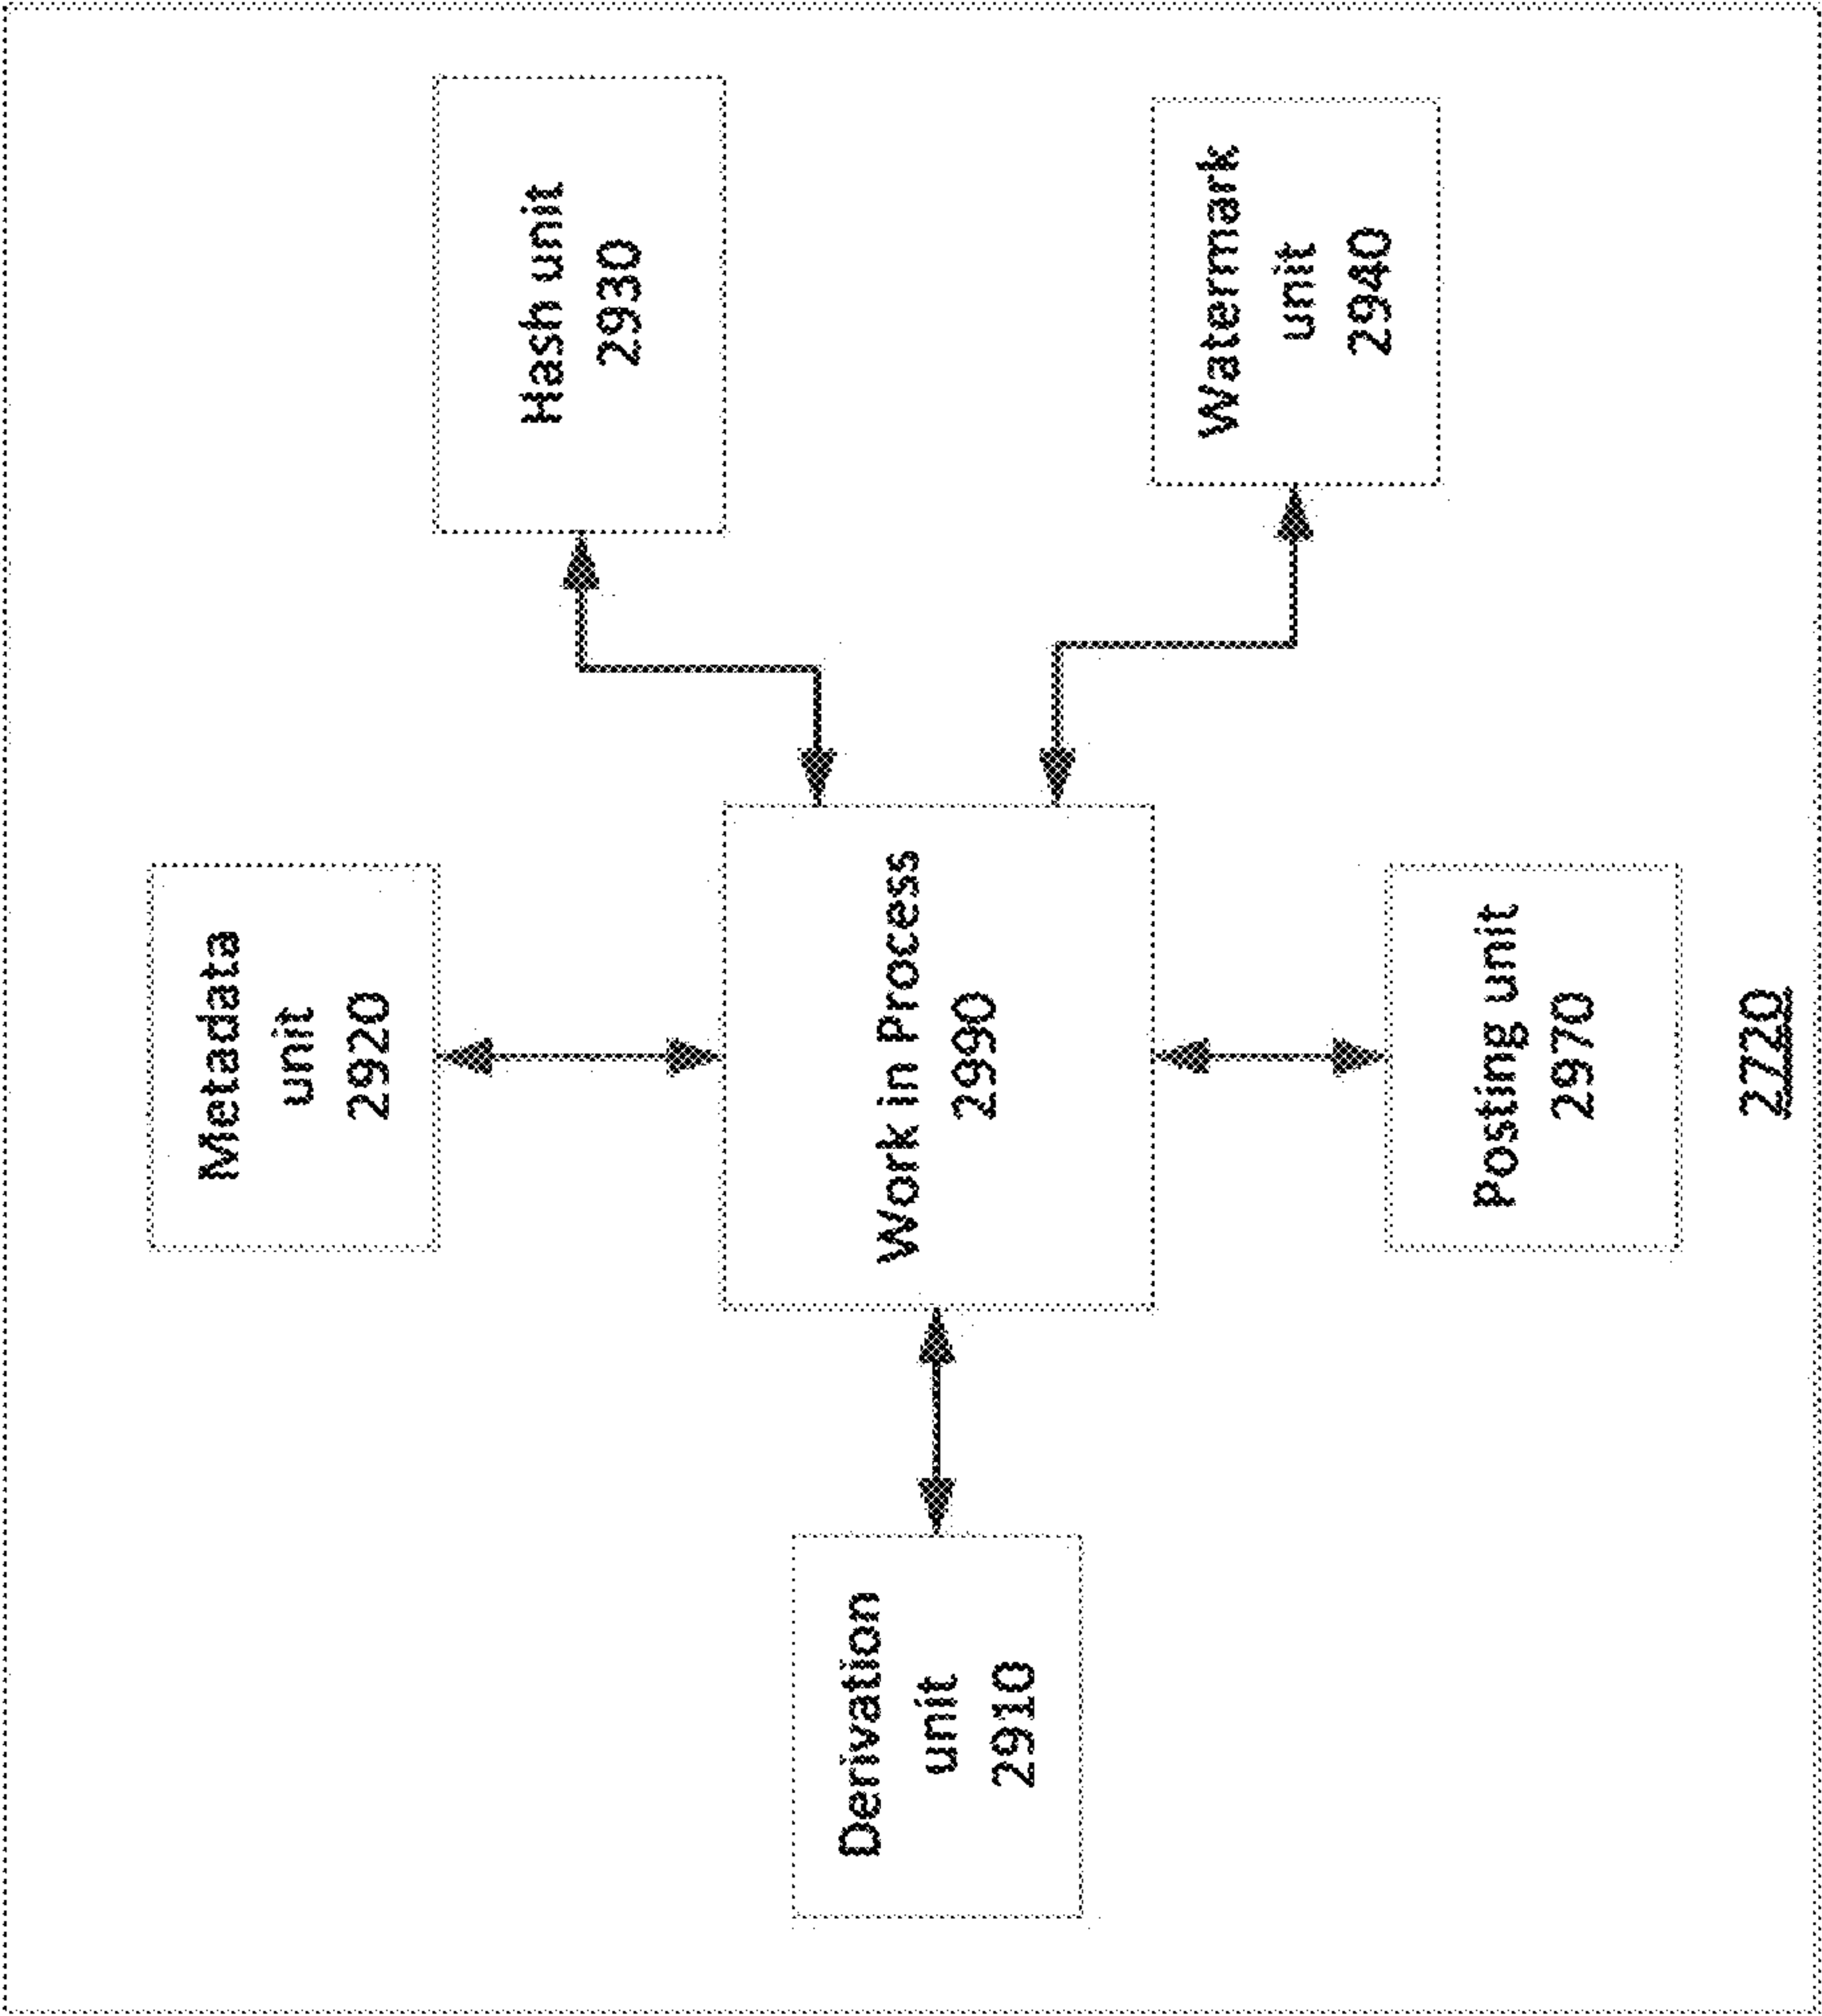 Metadata
unit
2920
Hash unit
2930
Derivation
unit
2910
Work in Process
2990
Watermark
unit
2940
Posting unit
2970
2720